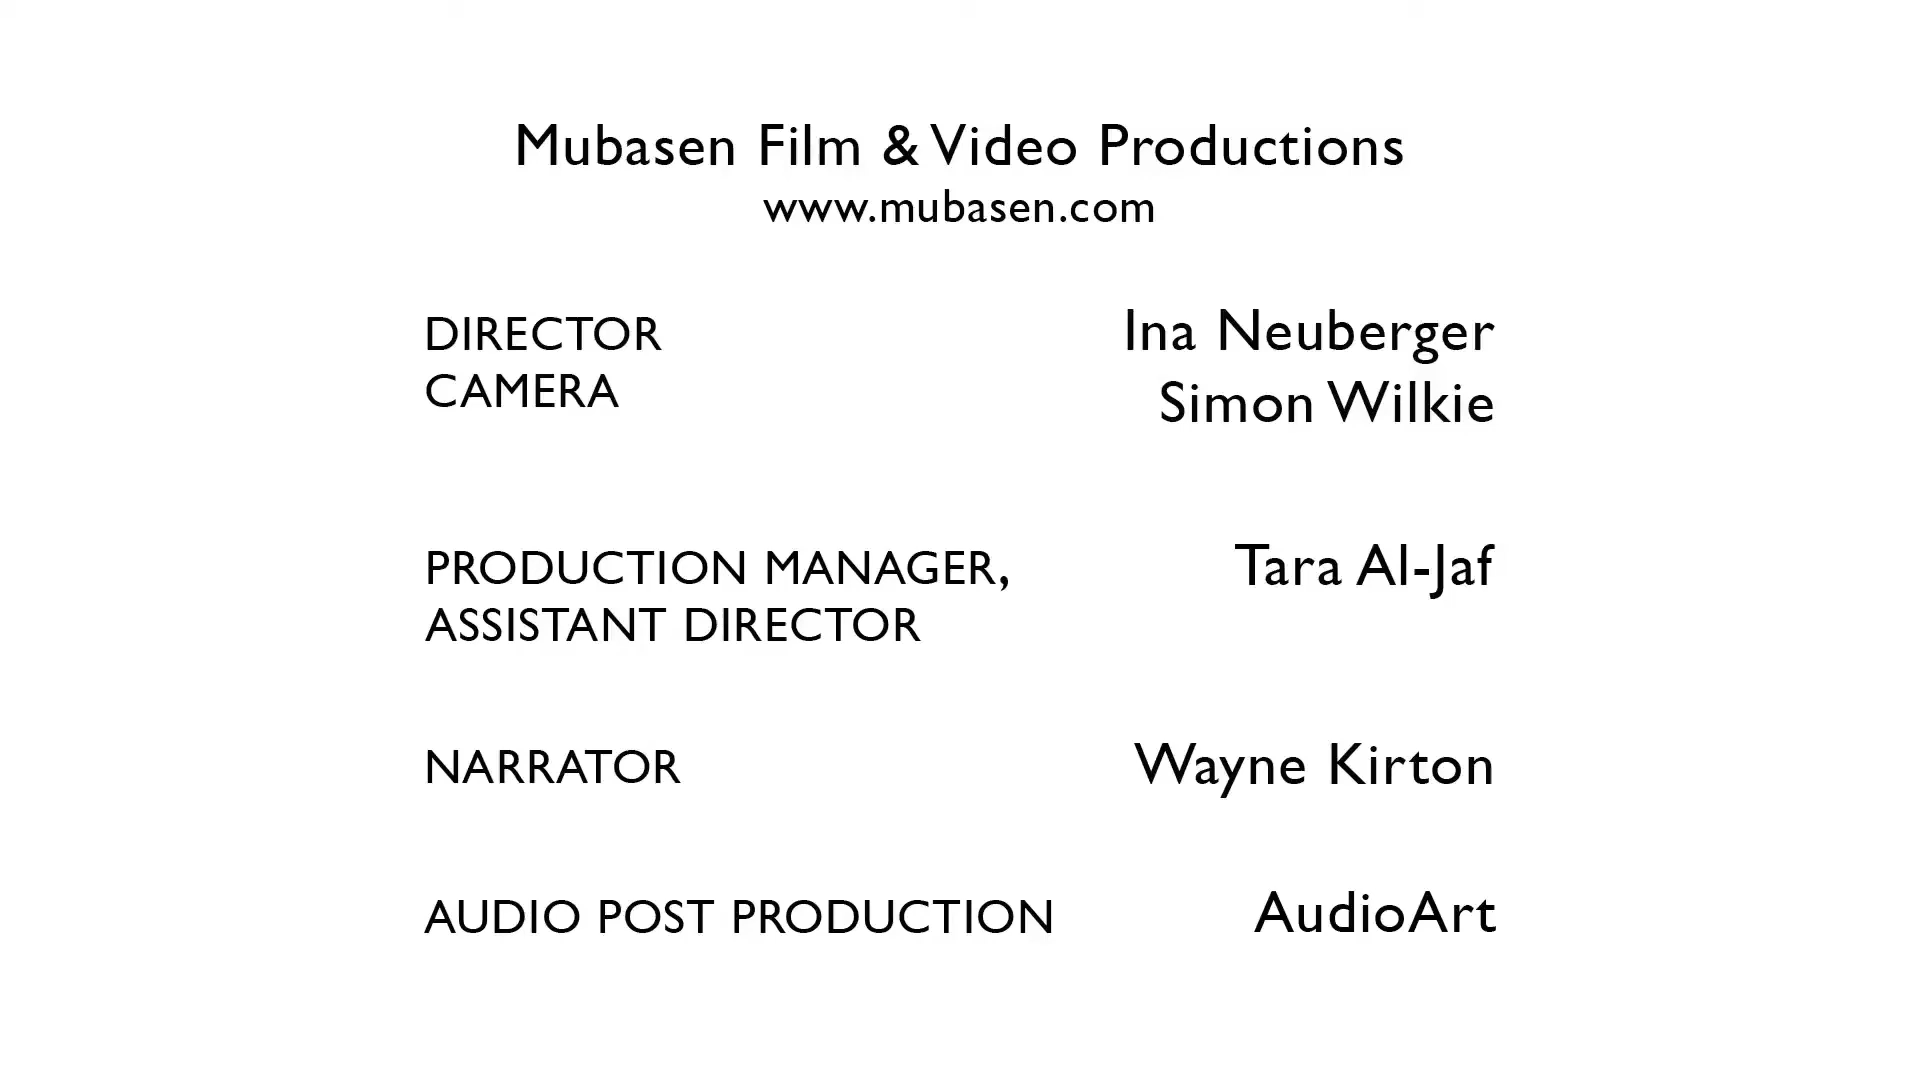 Mubasen Film & Video Productions
www.mubasen.com
DIRECTOR Ina Neuberger
CAMERA Simon Wilkie
PRODUCTION MANAGER, Tara Al-Jaf
ASSISTANT DIRECTOR
NARRATOR Wayne Kirton
AUDIO POST PRODUCTION AudioArt